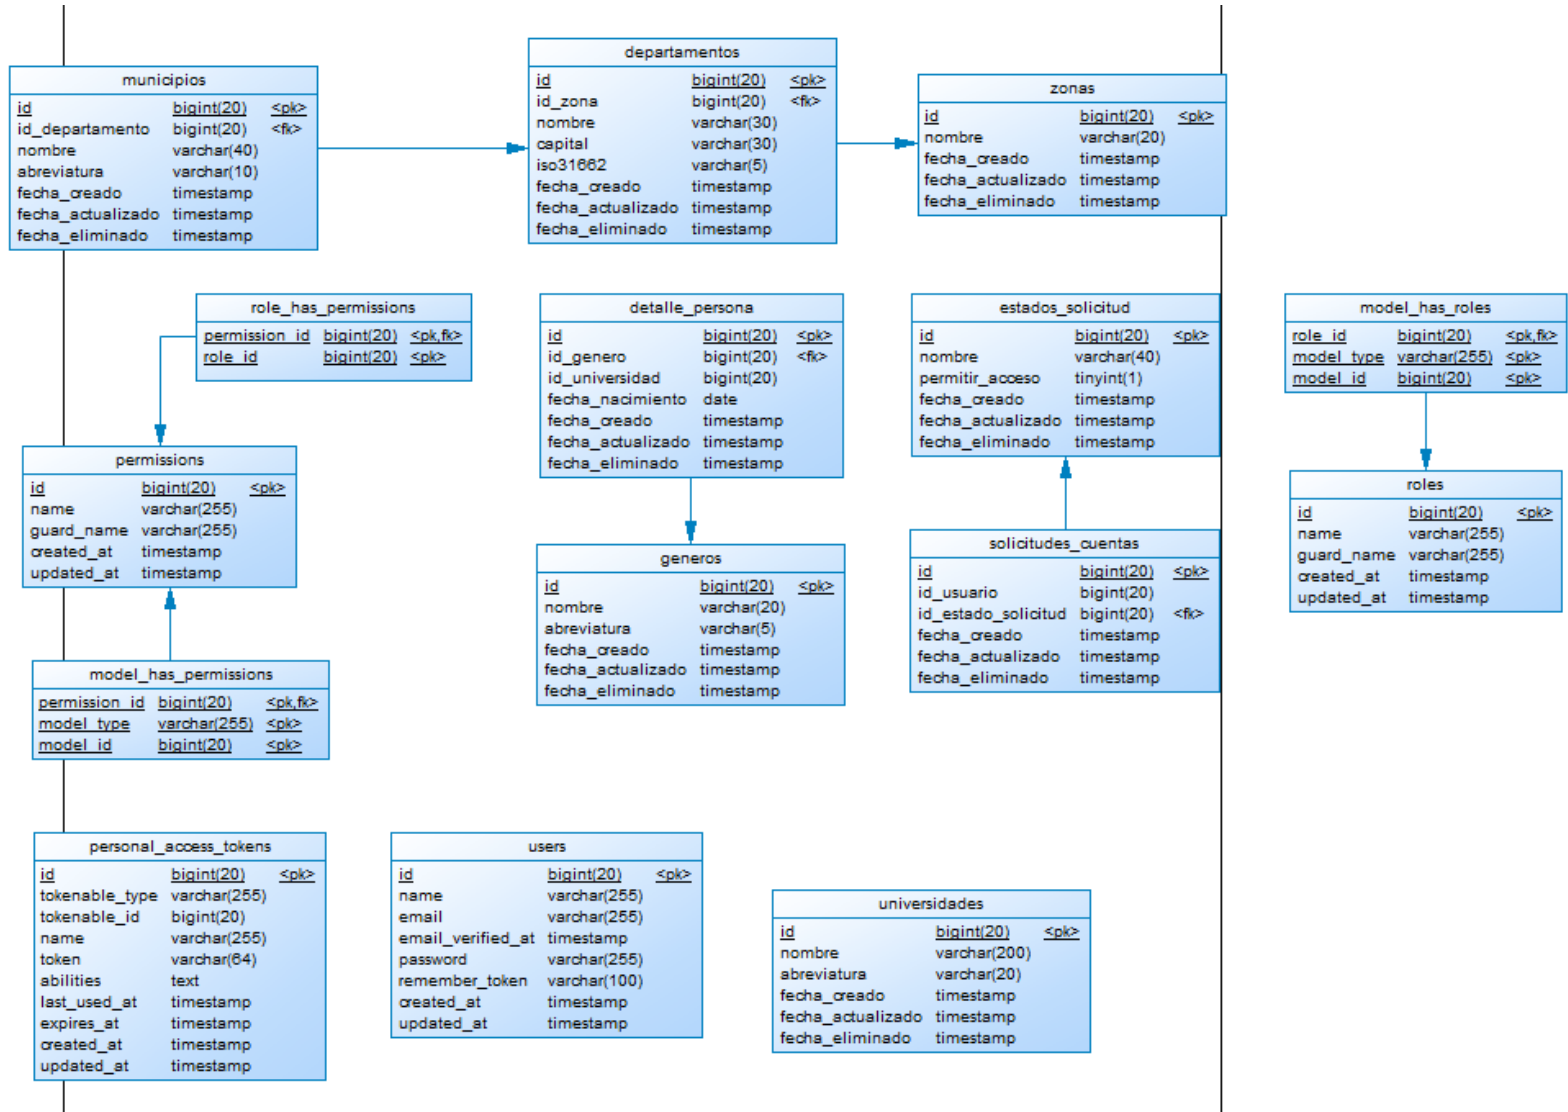 municipios
id bigint(20) <pk>
id_departamento bigint(20) <fk>
nombre varchar(40)
abreviatura varchar(10)
fecha_creado timestamp
fecha_actualizado timestamp
fecha_eliminado timestamp
departamentos
id bigint(20) <pk>
id_zona bigint(20) <fk>
nombre varchar(30)
capital varchar(30)
iso31662 varchar(5)
fecha_creado timestamp
fecha_actualizado timestamp
fecha_eliminado timestamp
zonas
id bigint(20) <pk>
nombre varchar(20)
fecha_creado timestamp
fecha_actualizado timestamp
fecha_eliminado timestamp
role_has_permissions
permission_id bigint(20) <pk,fk>
role_id bigint(20) <pk>
detalle_persona
id bigint(20) <pk>
id_genero bigint(20) <fk>
id_universidad bigint(20)
fecha_nacimiento date
fecha_creado timestamp
fecha_actualizado timestamp
fecha_eliminado timestamp
estados_solicitud
id bigint(20) <pk>
nombre varchar(40)
permitir_acceso tinyint(1)
fecha_creado timestamp
fecha_actualizado timestamp
fecha_eliminado timestamp
model_has_roles
role_id bigint(20) <pk,fk>
model_type varchar(255) <pk>
model_id bigint(20) <pk>
permissions
id bigint(20) <pk>
name varchar(255)
guard_name varchar(255)
created_at timestamp
updated_at timestamp
generos
id bigint(20) <pk>
nombre varchar(20)
abreviatura varchar(5)
fecha_creado timestamp
fecha_actualizado timestamp
fecha_eliminado timestamp
solicitudes_cuentas
id bigint(20) <pk>
id_usuario bigint(20)
id_estado_solicitud bigint(20) <fk>
fecha_creado timestamp
fecha_actualizado timestamp
fecha_eliminado timestamp
roles
id bigint(20) <pk>
name varchar(255)
guard_name varchar(255)
created_at timestamp
updated_at timestamp
model_has_permissions
permission_id bigint(20) <pk,fk>
model_type varchar(255) <pk>
model_id bigint(20) <pk>
personal_access_tokens
id bigint(20) <pk>
tokenable_type varchar(255)
tokenable_id bigint(20)
name varchar(255)
token varchar(64)
abilities text
last_used_at timestamp
expires_at timestamp
created_at timestamp
updated_at timestamp
users
id bigint(20) <pk>
name varchar(255)
email varchar(255)
email_verified_at timestamp
password varchar(255)
remember_token varchar(100)
created_at timestamp
updated_at timestamp
universidades
id bigint(20) <pk>
nombre varchar(200)
abreviatura varchar(20)
fecha_creado timestamp
fecha_actualizado timestamp
fecha_eliminado timestamp